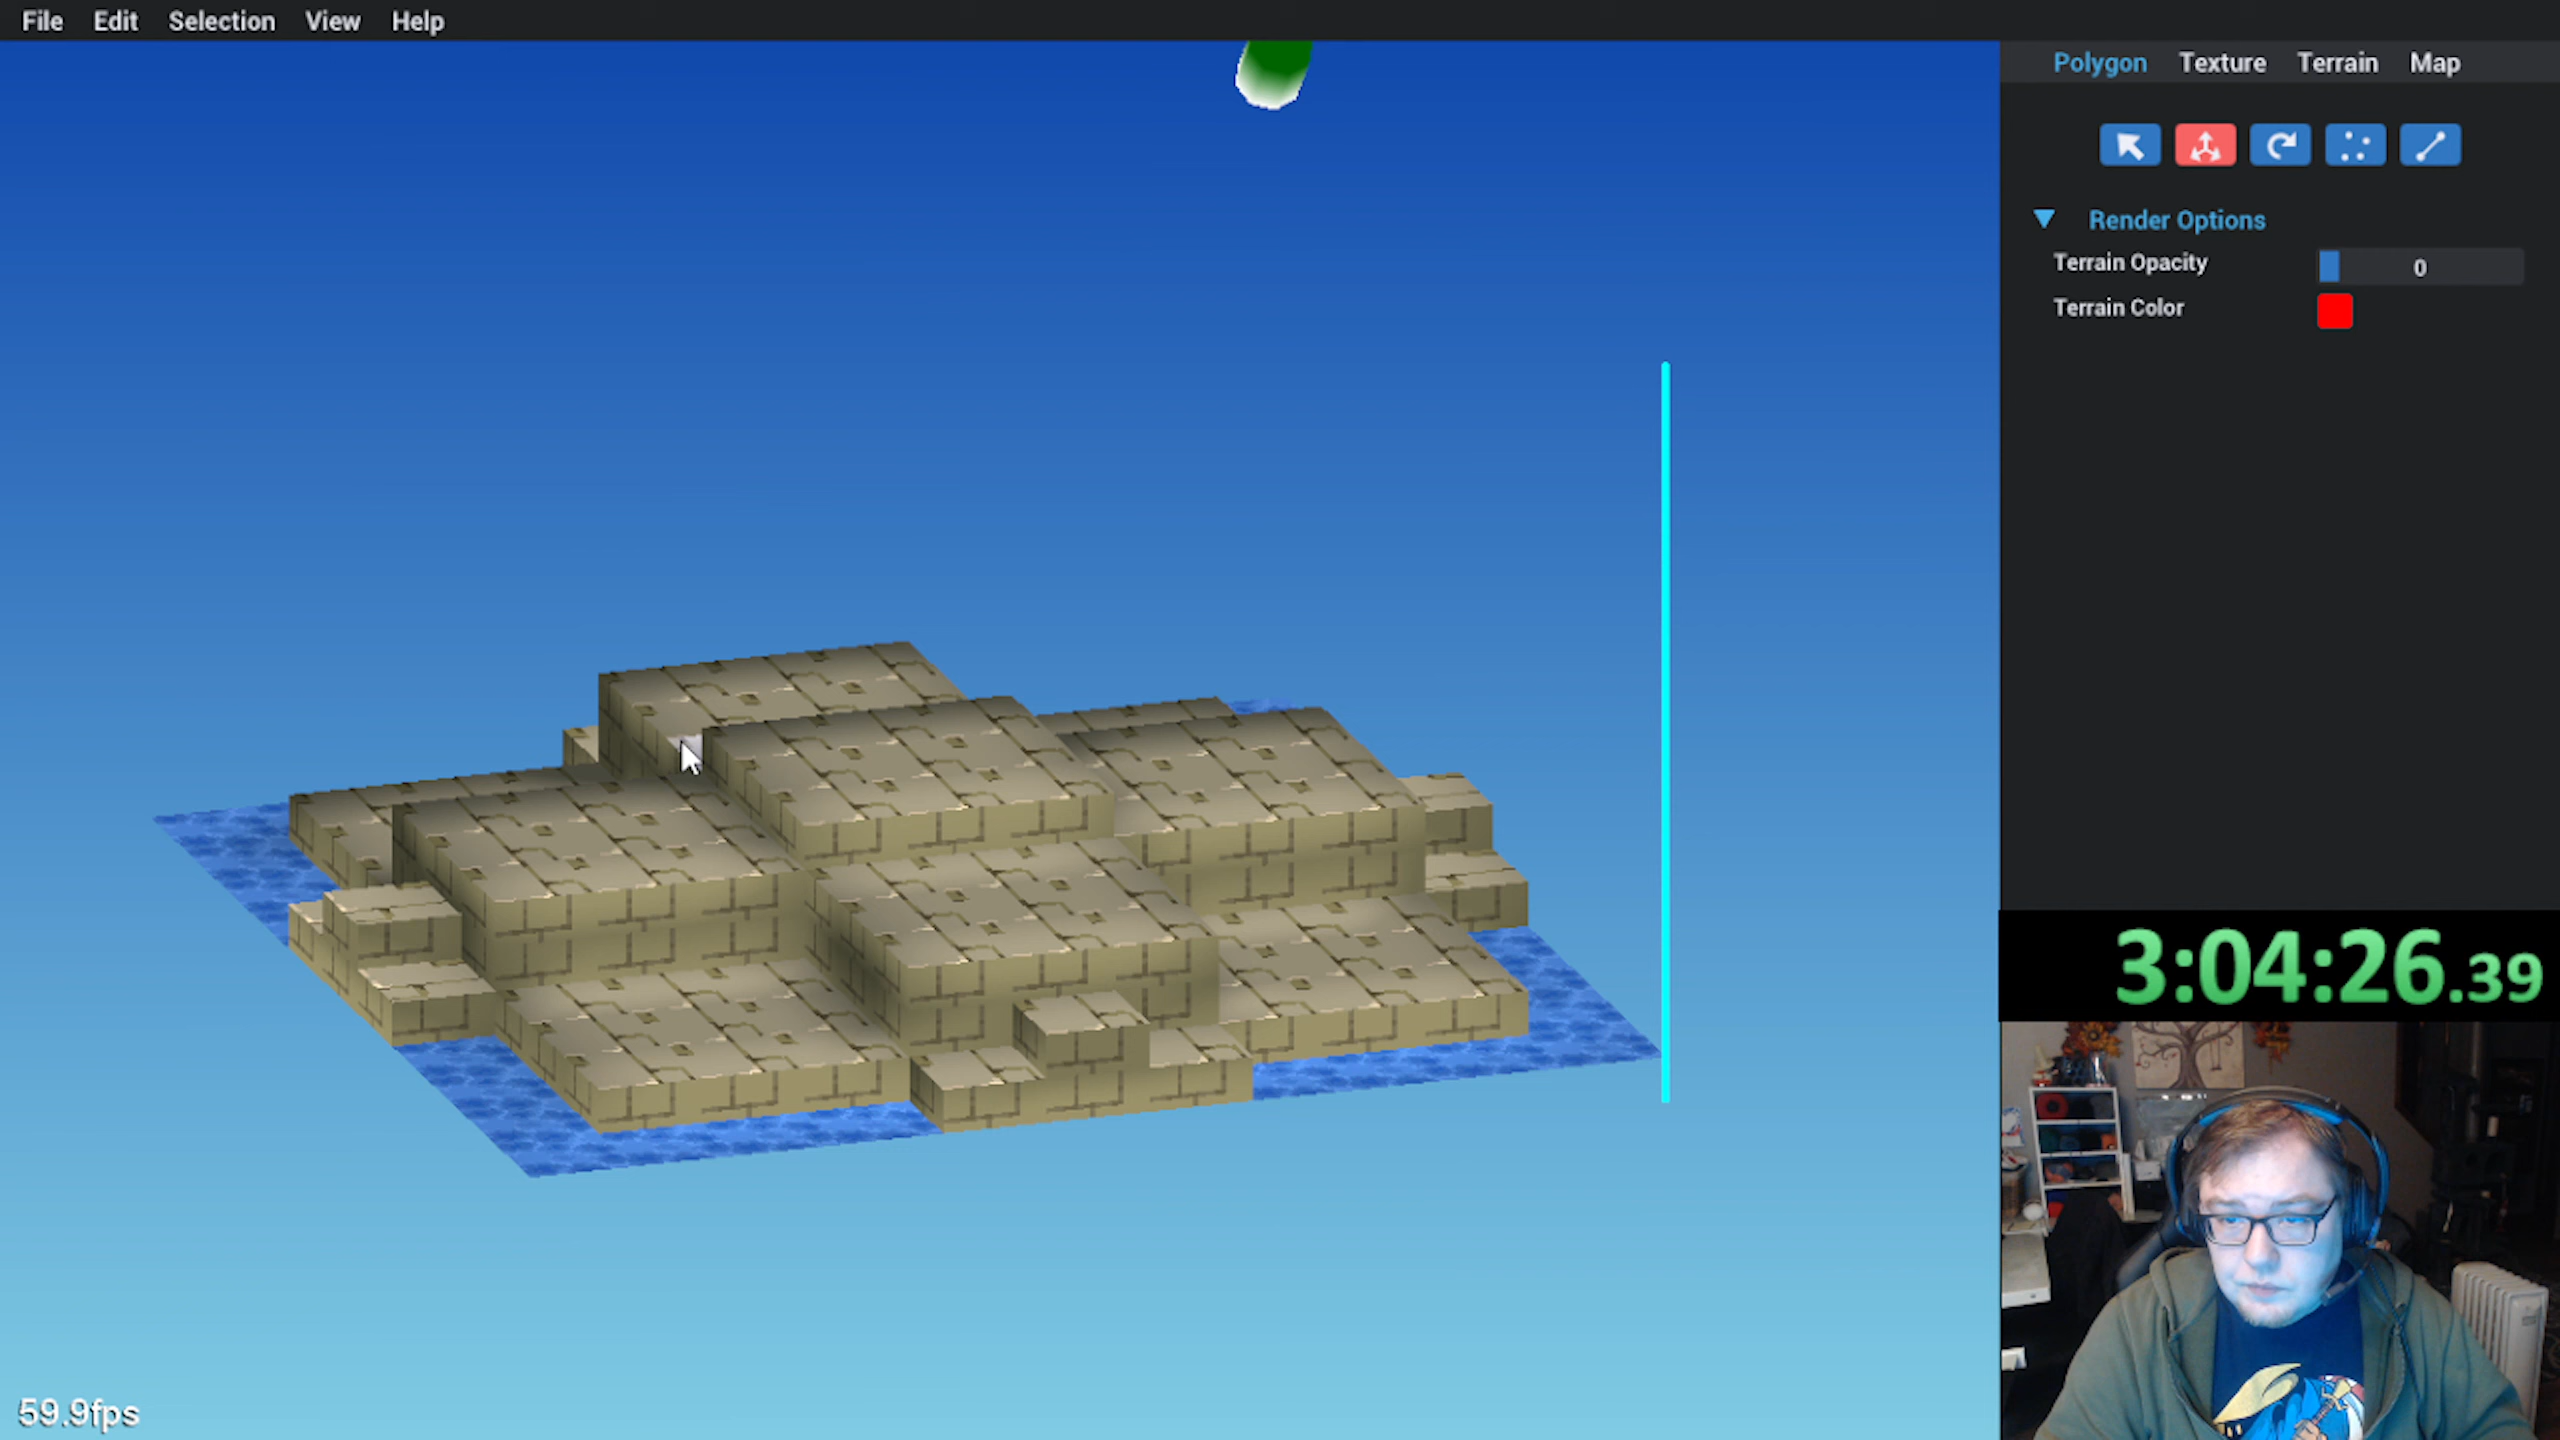 File Edit Selection View Help
Polygon Texture Terrain Map
Render Options
Terrain Opacity 0
Terrain Color
3:04:26.39
59.9fps